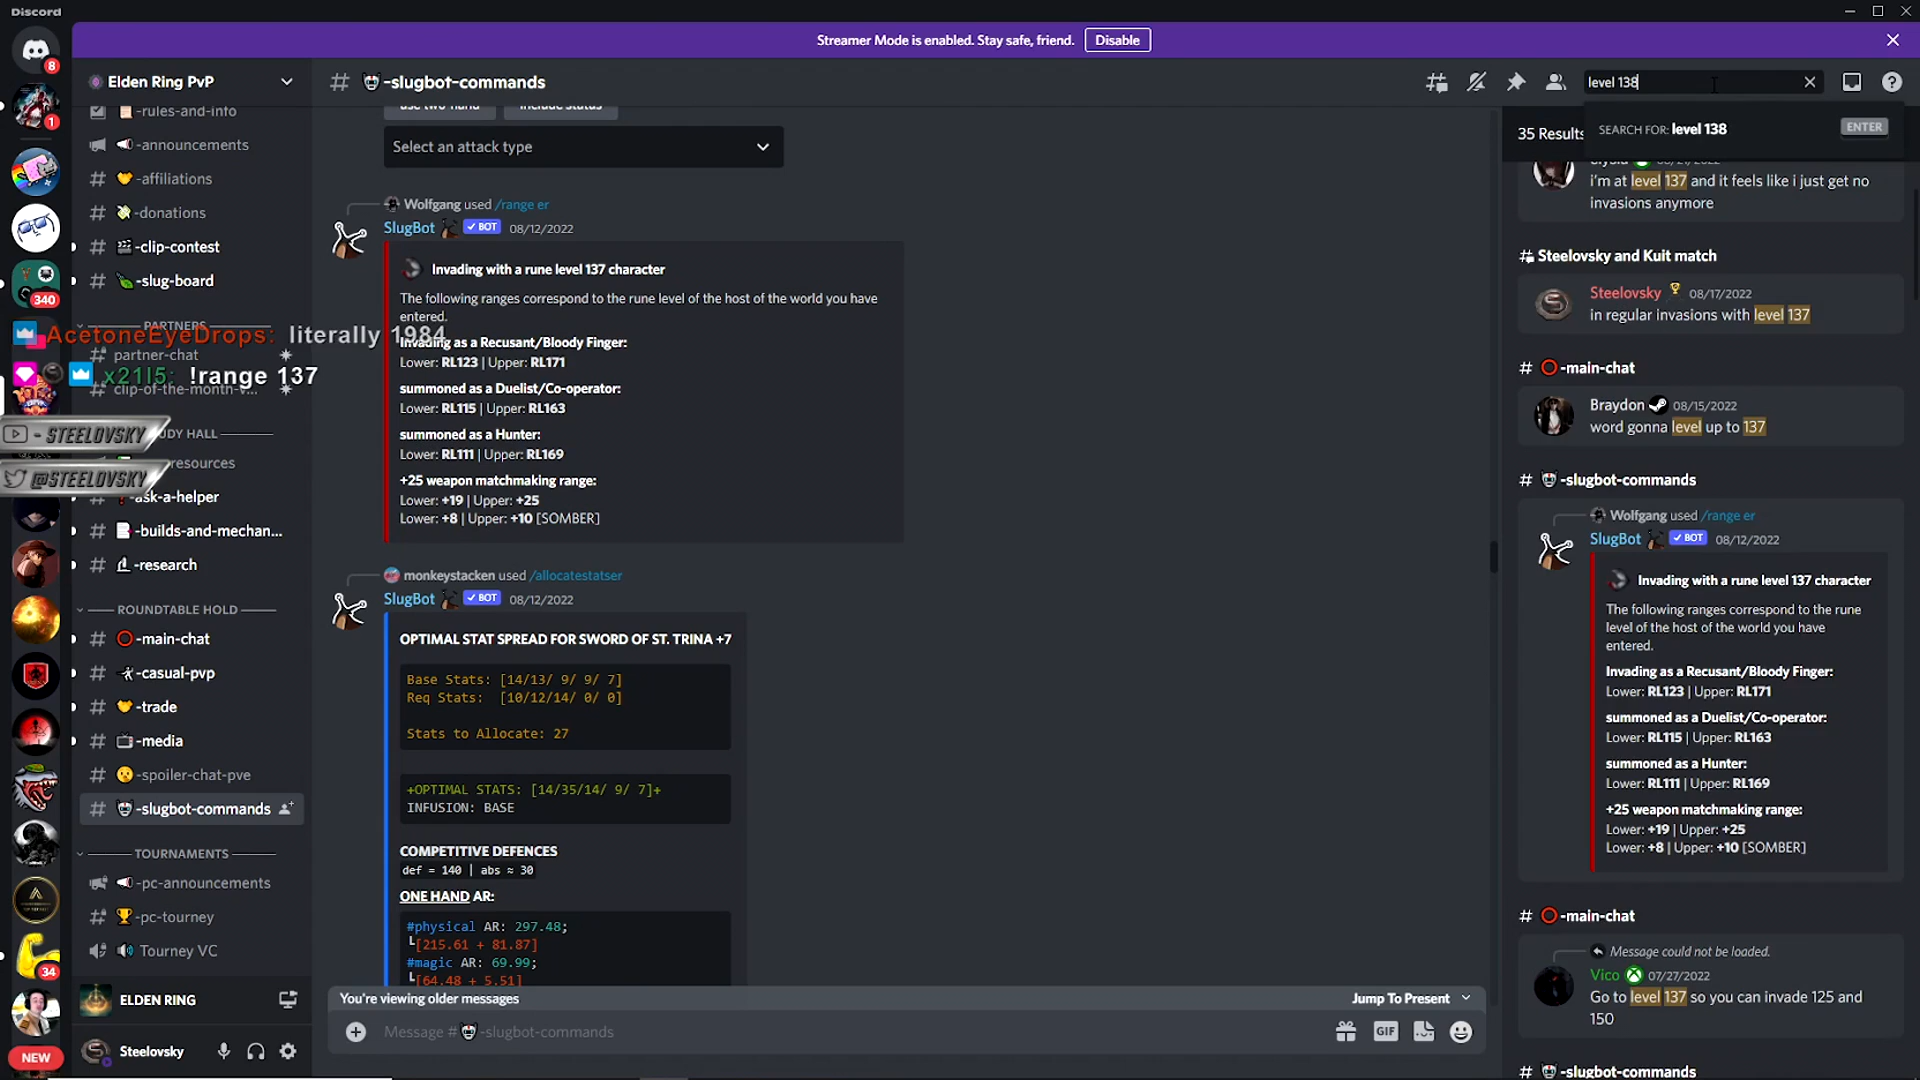 Discord
Streamer Mode is enabled. Stay safe, friend.
Disable
8
1
340
34
NEW
Elden Ring PvP
-rules-and-info
-announcements
-affiliations
-donations
-clip-contest
-slug-board
PARTNERS
partner-chat
AcetoneEyeDrops: literally 1984
x21l5: !range 137
- STEELOVSKY
@STEELOVSKY
-ask-a-helper
-builds-and-mechan...
-research
ROUNDTABLE HOLD
-main-chat
-casual-pvp
-trade
-media
-spoiler-chat-pve
-slugbot-commands
TOURNAMENTS
-pc-announcements
-pc-tourney
Tourney VC
ELDEN RING
Steelovsky
-slugbot-commands
Select an attack type
Wolfgang used /range er
SlugBot BOT 08/12/2022
Invading with a rune level 137 character
The following ranges correspond to the rune level of the host of the world you have
entered.
Invading as a Recusant/Bloody Finger:
Lower: RL123 | Upper: RL171
summoned as a Duelist/Co-operator:
Lower: RL115 | Upper: RL163
summoned as a Hunter:
Lower: RL111 | Upper: RL169
+25 weapon matchmaking range:
Lower: +19 | Upper: +25
Lower: +8 | Upper: +10 [SOMBER]
monkeystacken used /allocatestatser
SlugBot BOT 08/12/2022
OPTIMAL STAT SPREAD FOR SWORD OF ST. TRINA +7
Base Stats: [14/13/ 9/ 9/ 7]
Req Stats: [10/12/14/ 0/ 0]
Stats to Allocate: 27
+OPTIMAL STATS: [14/35/14/ 9/ 7]+
INFUSION: BASE
COMPETITIVE DEFENCES
def = 140 | abs ≈ 30
ONE HAND AR:
#physical AR: 297.48;
[215.61 + 81.87]
#magic AR: 69.99;
[64.48 + 5.51]
You're viewing older messages
Jump To Present
Message # -slugbot-commands
GIF
level 138
SEARCH FOR: level 138
ENTER
35 Results
i'm at level 137 and it feels like i just get no
invasions anymore
Steelovsky and Kuit match
Steelovsky 08/17/2022
in regular invasions with level 137
-main-chat
Braydon 08/15/2022
word gonna level up to 137
-slugbot-commands
Wolfgang used /range er
SlugBot BOT 08/12/2022
Invading with a rune level 137 character
The following ranges correspond to the rune
level of the host of the world you have
entered.
Invading as a Recusant/Bloody Finger:
Lower: RL123 | Upper: RL171
summoned as a Duelist/Co-operator:
Lower: RL115 | Upper: RL163
summoned as a Hunter:
Lower: RL111 | Upper: RL169
+25 weapon matchmaking range:
Lower: +19 | Upper: +25
Lower: +8 | Upper: +10 [SOMBER]
-main-chat
Message could not be loaded.
Vico 07/27/2022
Go to level 137 so you can invade 125 and
150
-slugbot-commands